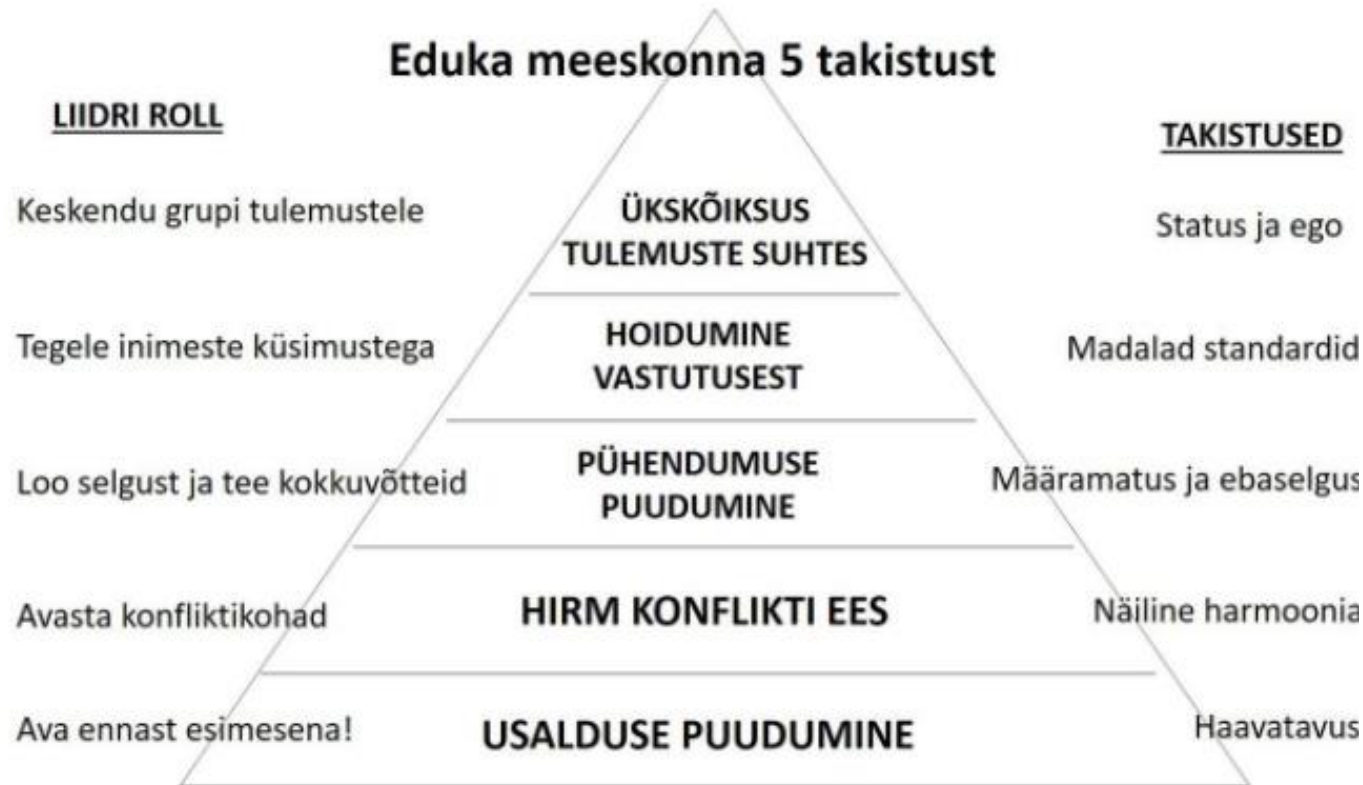 Eduka meeskonna 5 takistust
LIIDRI ROLL
TAKISTUSED
Keskendu grupi tulemustele
ÜKSKÕIKSUS
TULEMUSTE SUHTES
Status ja ego
Tegele inimeste küsimustega
HOIDUMINE
VASTUTUSEST
Madalad standardid
Loo selgust ja tee kokkuvõtteid
PÜHENDUMUSE
PUUDUMINE
Määramatus ja ebaselgus
Avasta konfliktikohad
HIRM KONFLIKTI EES
Näiline harmoonia
Ava ennast esimesena!
USALDUSE PUUDUMINE
Haavatavus